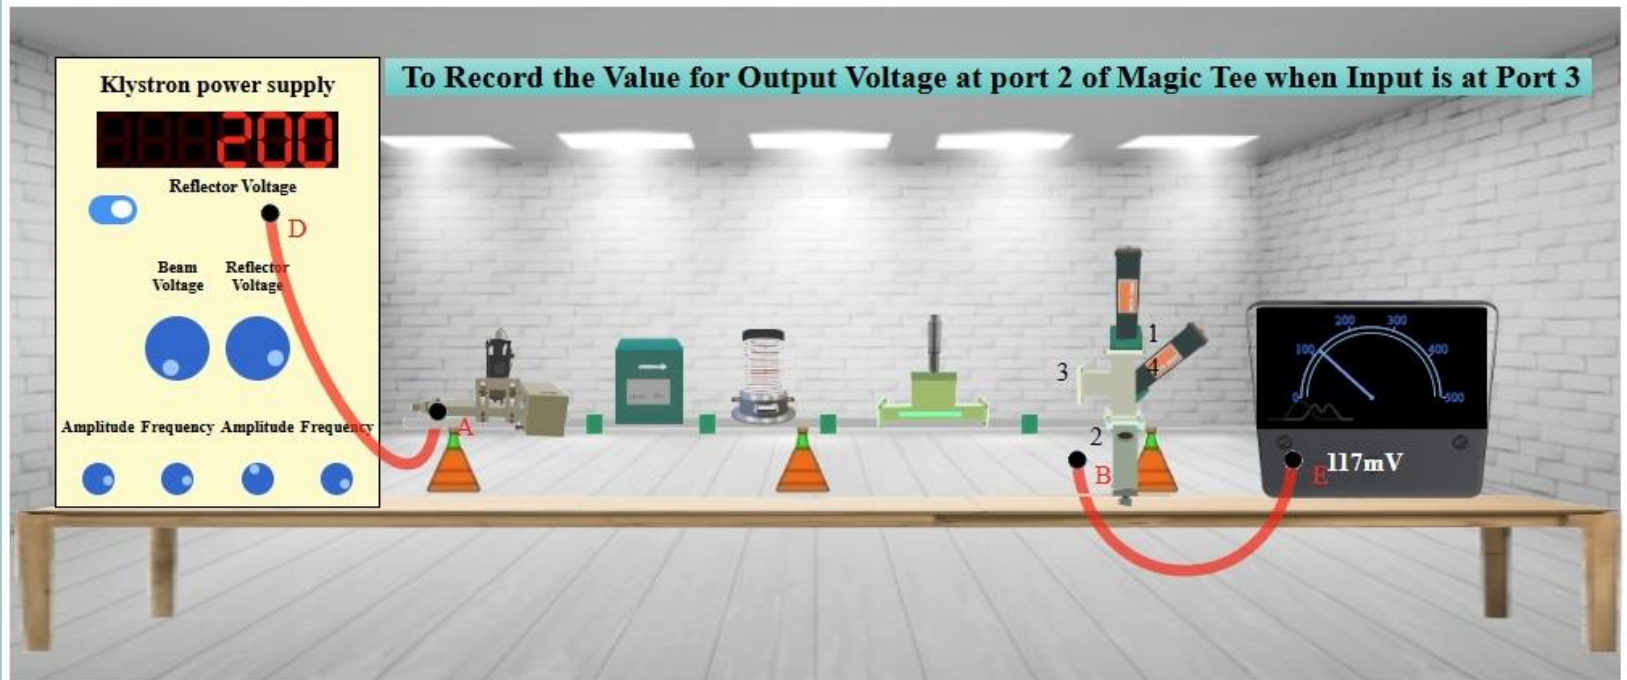 Klystron power supply
To Record the Value for Output Voltage at port 2 of Magic Tee when Input is at Port 3
200
Reflector Voltage
D
Beam
Voltage
Reflector
Voltage
Amplitude Frequency Amplitude Frequency
A
1
4
3
2
B
0
100
200
300
400
500
117mV
E